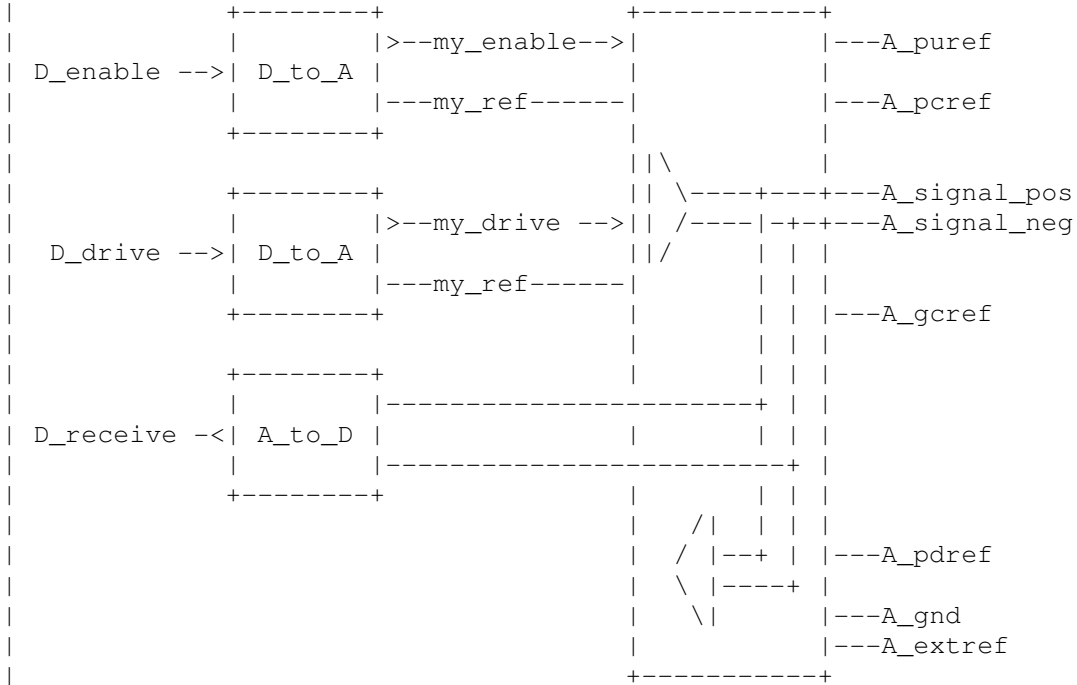 |              +--------+                +------------+
|              |        |>--my_enable-->|            |---A_puref
| D_enable -->| D_to_A |               |            |
|              |        |---my_ref------|            |---A_pcref
|              +--------+               |            |
|                                       ||\          |
|              +--------+               || \----+---+---A_signal_pos
|              |        |>--my_drive -->|| /----|-+-+---A_signal_neg
|  D_drive -->| D_to_A |               ||/     | | |
|              |        |---my_ref------|       | | |
|              +--------+               |       | | |---A_gcref
|                                       |       | | |
|              +--------+               |       | | |
|              |        |-----------------------+ | |
| D_receive -<| A_to_D |               |       | | |
|              |        |-------------------------+ |
|              +--------+               |       | | |
|                                       |   /|  | | |
|                                       |  / |--+ | |---A_pdref
|                                       |  \ |----+ |
|                                       |   \|      |---A_gnd
|                                       |           |---A_extref
|                                       +------------+